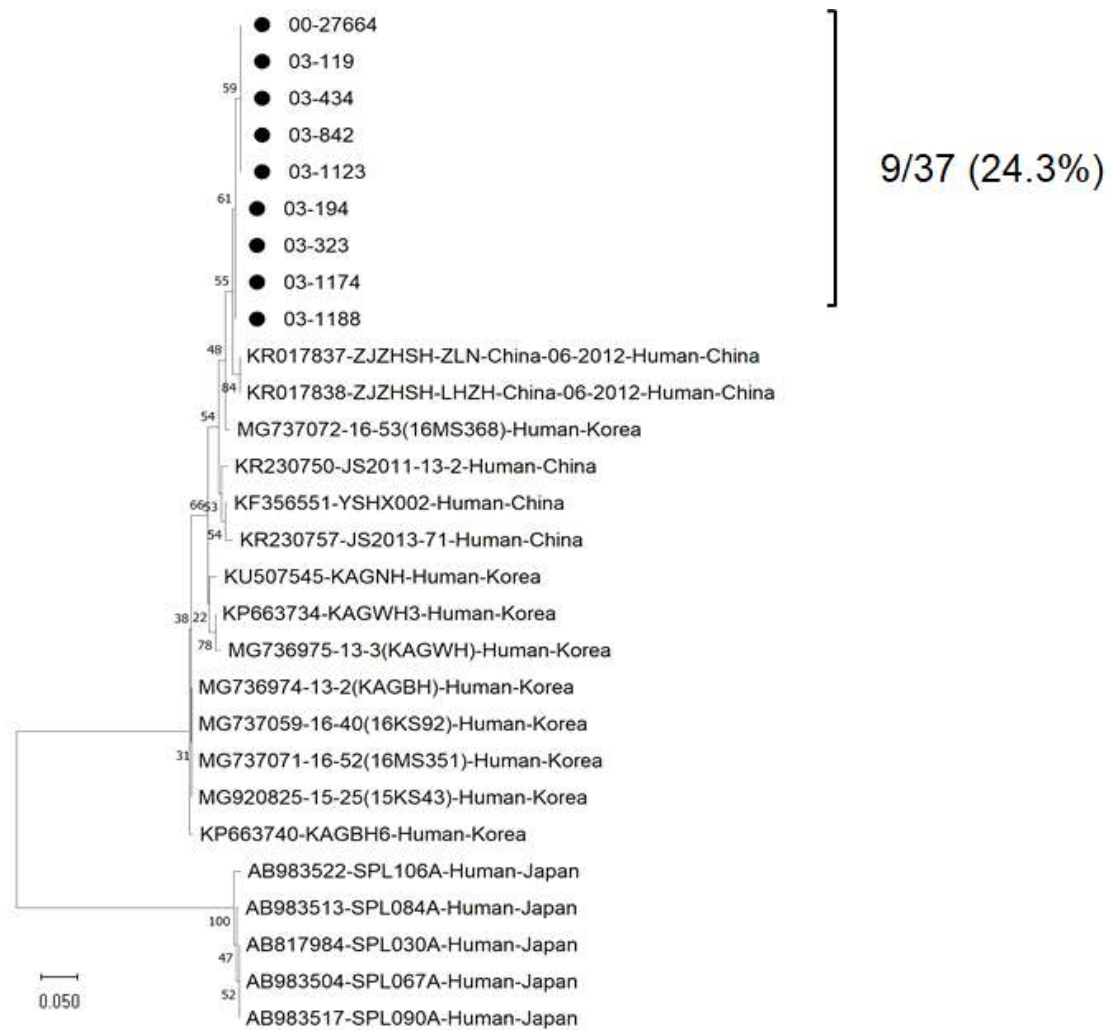 00-27664
03-119
59
03-434
03-842
03-1123
9/37 (24.3%)
61
03-194
03-323
55
03-1174
03-1188
48
KR017837-ZJZHSH-ZLN-China-06-2012-Human-China
84
KR017838-ZJZHSH-LHZH-China-06-2012-Human-China
54
MG737072-16-53(16MS368)-Human-Korea
KR230750-JS2011-13-2-Human-China
66
53
KF356551-YSHX002-Human-China
54
KR230757-JS2013-71-Human-China
KU507545-KAGNH-Human-Korea
38
22
KP663734-KAGWH3-Human-Korea
78
MG736975-13-3(KAGWH)-Human-Korea
MG736974-13-2(KAGBH)-Human-Korea
MG737059-16-40(16KS92)-Human-Korea
31
MG737071-16-52(16MS351)-Human-Korea
MG920825-15-25(15KS43)-Human-Korea
KP663740-KAGBH6-Human-Korea
AB983522-SPL106A-Human-Japan
AB983513-SPL084A-Human-Japan
100
AB817984-SPL030A-Human-Japan
47
AB983504-SPL067A-Human-Japan
52
AB983517-SPL090A-Human-Japan
0.050